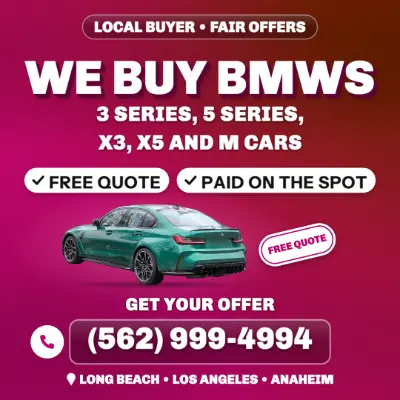 LOCAL BUYER • FAIR OFFERS
WE BUY BMWS
3 SERIES, 5 SERIES,
X3, X5 AND M CARS
FREE QUOTE
PAID ON THE SPOT
FREE QUOTE
GET YOUR OFFER
(562) 999-4994
LONG BEACH • LOS ANGELES • ANAHEIM